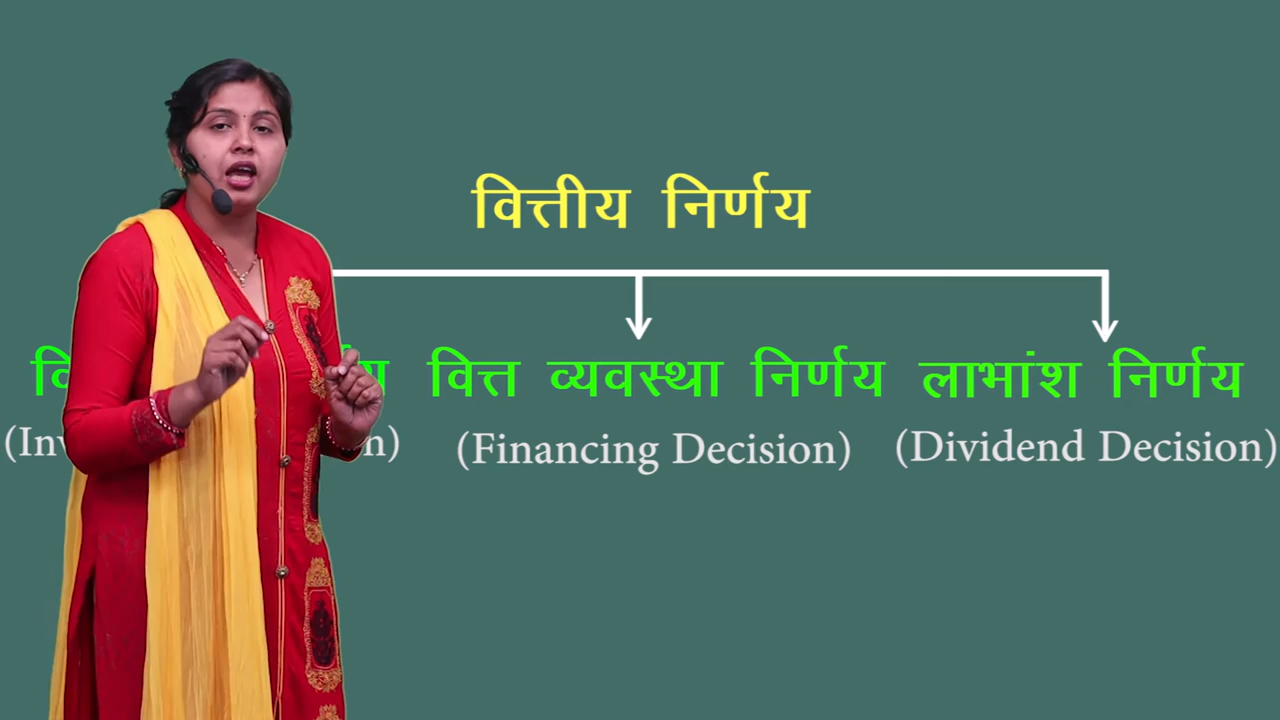 वित्तीय निर्णय
वित्त व्यवस्था निर्णय लाभांश निर्णय
(Financing Decision) (Dividend Decision)